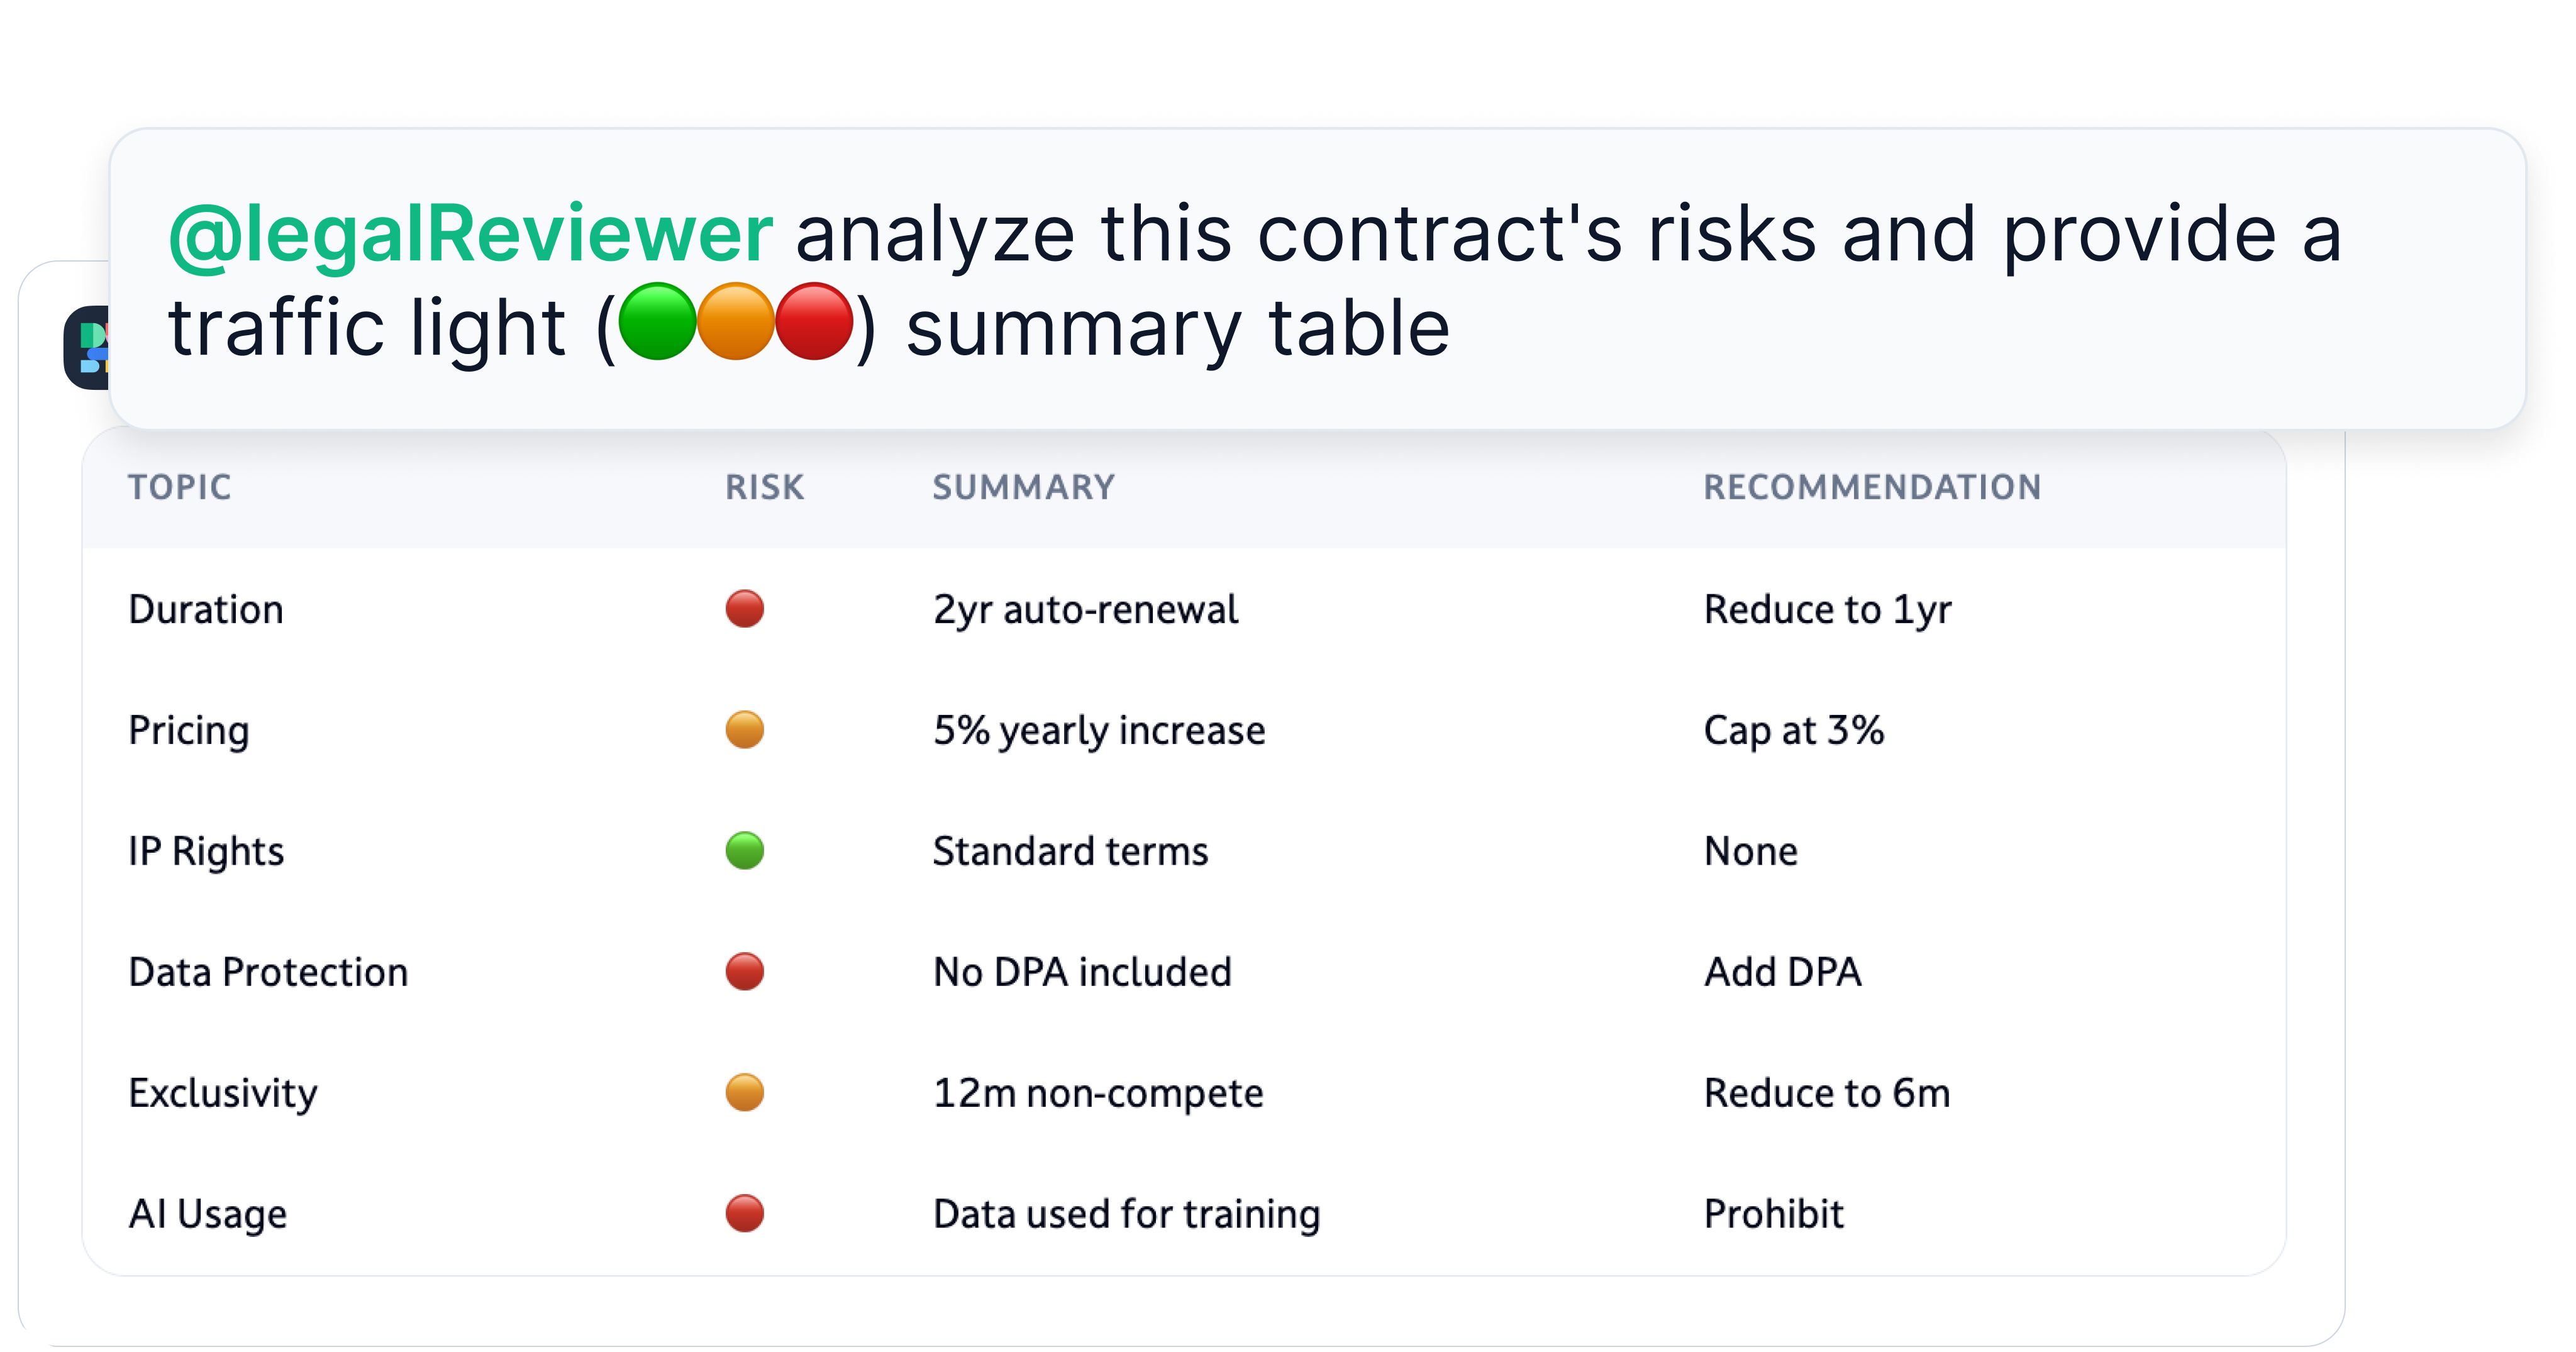 @legalReviewer analyze this contract's risks and provide a
traffic light (🟢🟠🔴) summary table
TOPIC RISK SUMMARY RECOMMENDATION
Duration 🔴 2yr auto-renewal Reduce to 1yr
Pricing 🟠 5% yearly increase Cap at 3%
IP Rights 🟢 Standard terms None
Data Protection 🔴 No DPA included Add DPA
Exclusivity 🟠 12m non-compete Reduce to 6m
AI Usage 🔴 Data used for training Prohibit